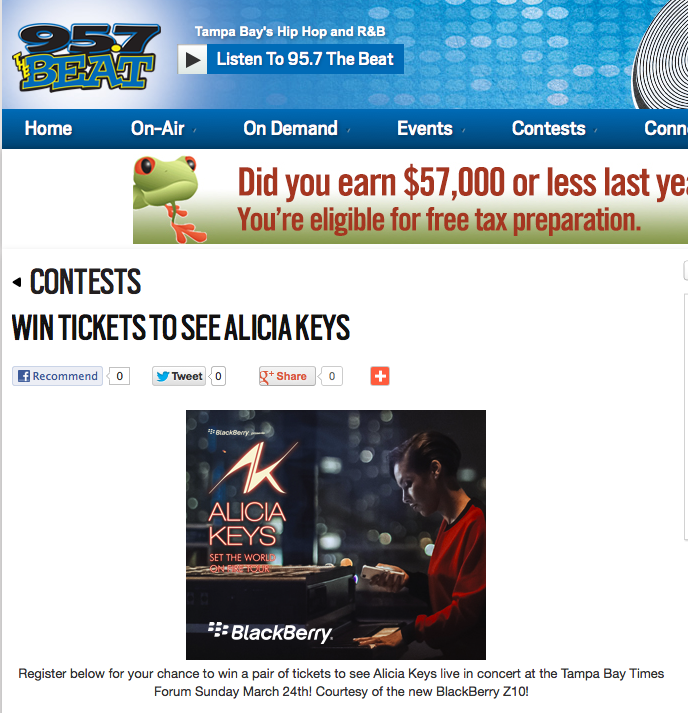 95.7
THE BEAT
Tampa Bay's Hip Hop and R&B
Listen To 95.7 The Beat
Home On-Air On Demand Events Contests Conn
Did you earn $57,000 or less last yea
You're eligible for free tax preparation.
CONTESTS
WIN TICKETS TO SEE ALICIA KEYS
Recommend 0 Tweet 0 g+ Share 0
BlackBerry presents
AK
ALICIA
KEYS
SET THE WORLD
ON FIRE TOUR
BlackBerry.
Register below for your chance to win a pair of tickets to see Alicia Keys live in concert at the Tampa Bay Times
Forum Sunday March 24th! Courtesy of the new BlackBerry Z10!